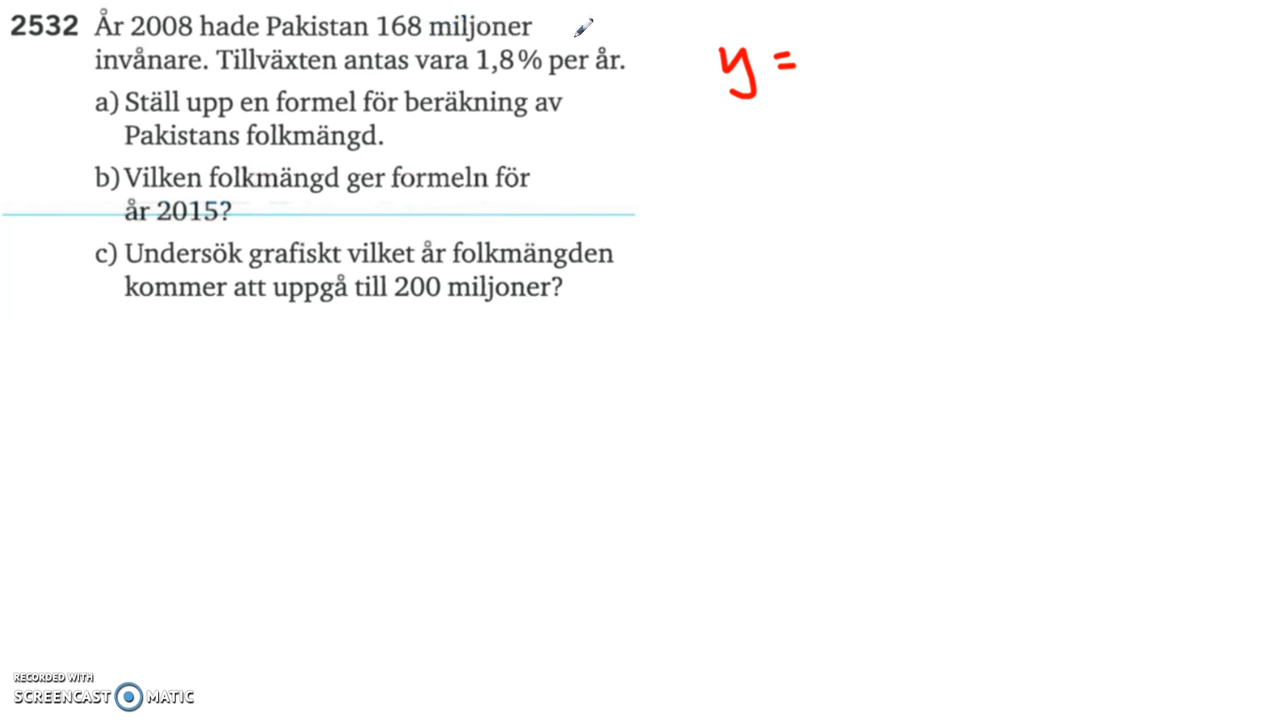 2532 År 2008 hade Pakistan 168 miljoner
invånare. Tillväxten antas vara 1,8% per år.
a) Ställ upp en formel för beräkning av
Pakistans folkmängd.
b) Vilken folkmängd ger formeln för
år 2015?
c) Undersök grafiskt vilket år folkmängden
kommer att uppgå till 200 miljoner?
y =
RECORDED WITH
SCREENCAST MATIC